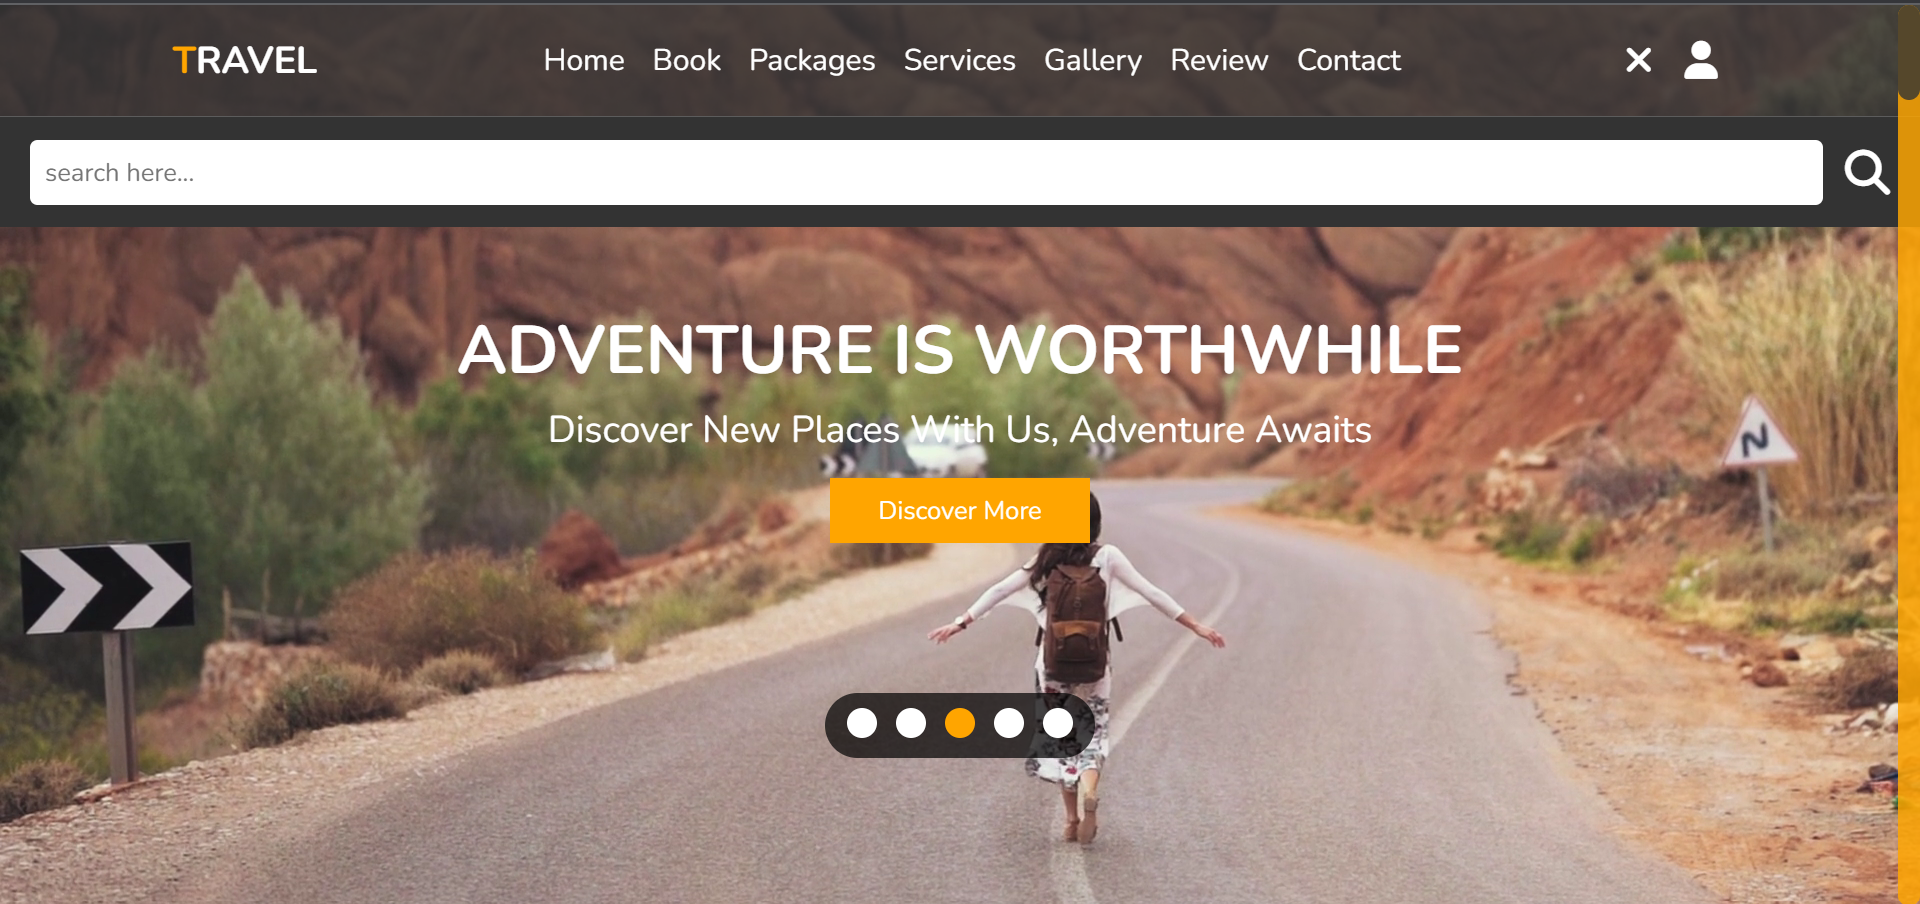 TRAVEL
Home Book Packages Services Gallery Review Contact
search here...
ADVENTURE IS WORTHWHILE
Discover New Places With Us, Adventure Awaits
Discover More